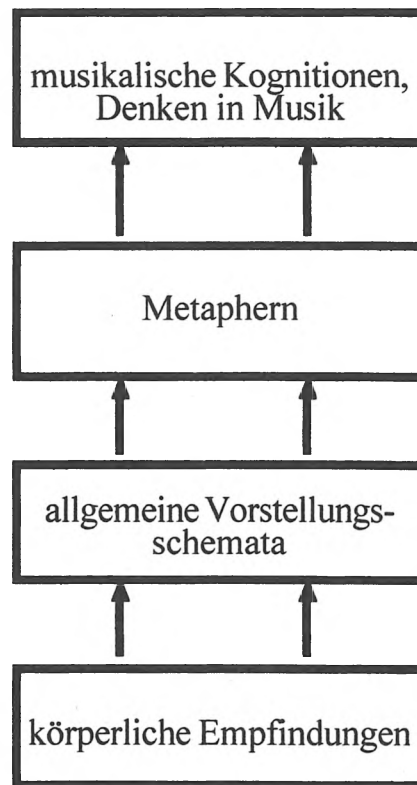 musikalische Kognitionen,
Denken in Musik
Metaphern
allgemeine Vorstellungs-
schemata
körperliche Empfindungen